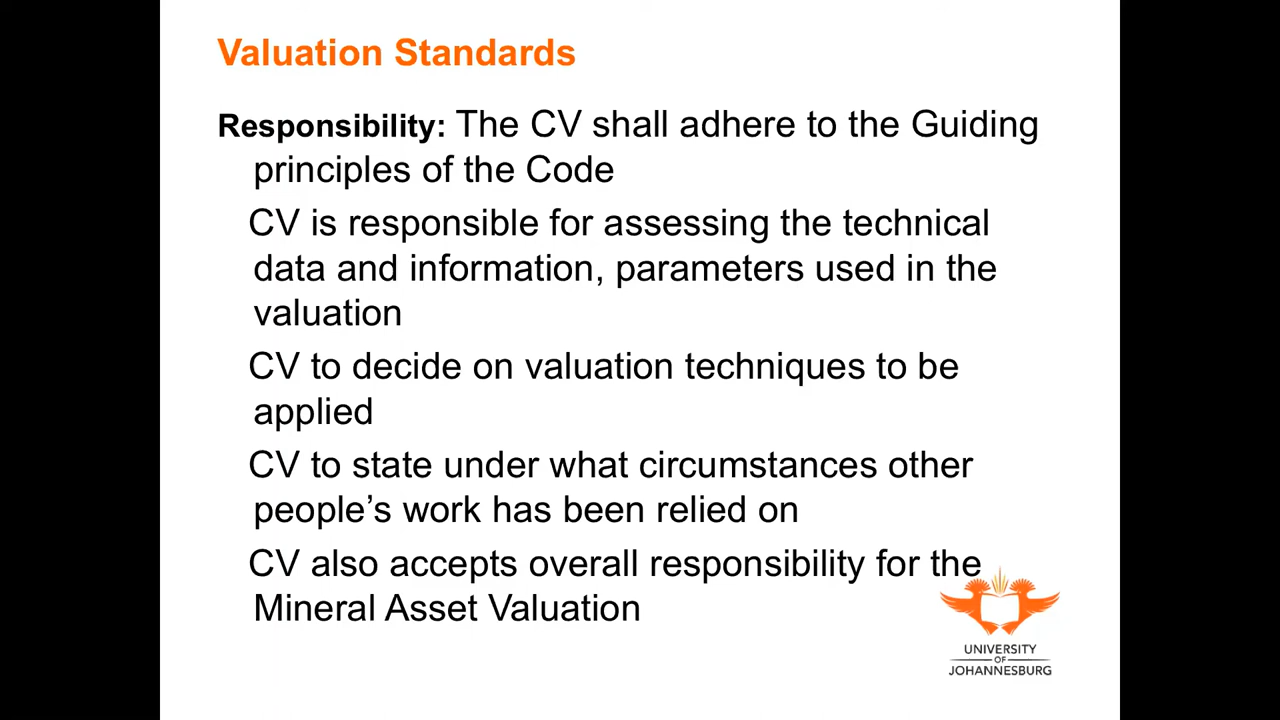 Valuation Standards
Responsibility: The CV shall adhere to the Guiding
principles of the Code
CV is responsible for assessing the technical
data and information, parameters used in the
valuation
CV to decide on valuation techniques to be
applied
CV to state under what circumstances other
people’s work has been relied on
CV also accepts overall responsibility for the
Mineral Asset Valuation
UNIVERSITY
OF
JOHANNESBURG